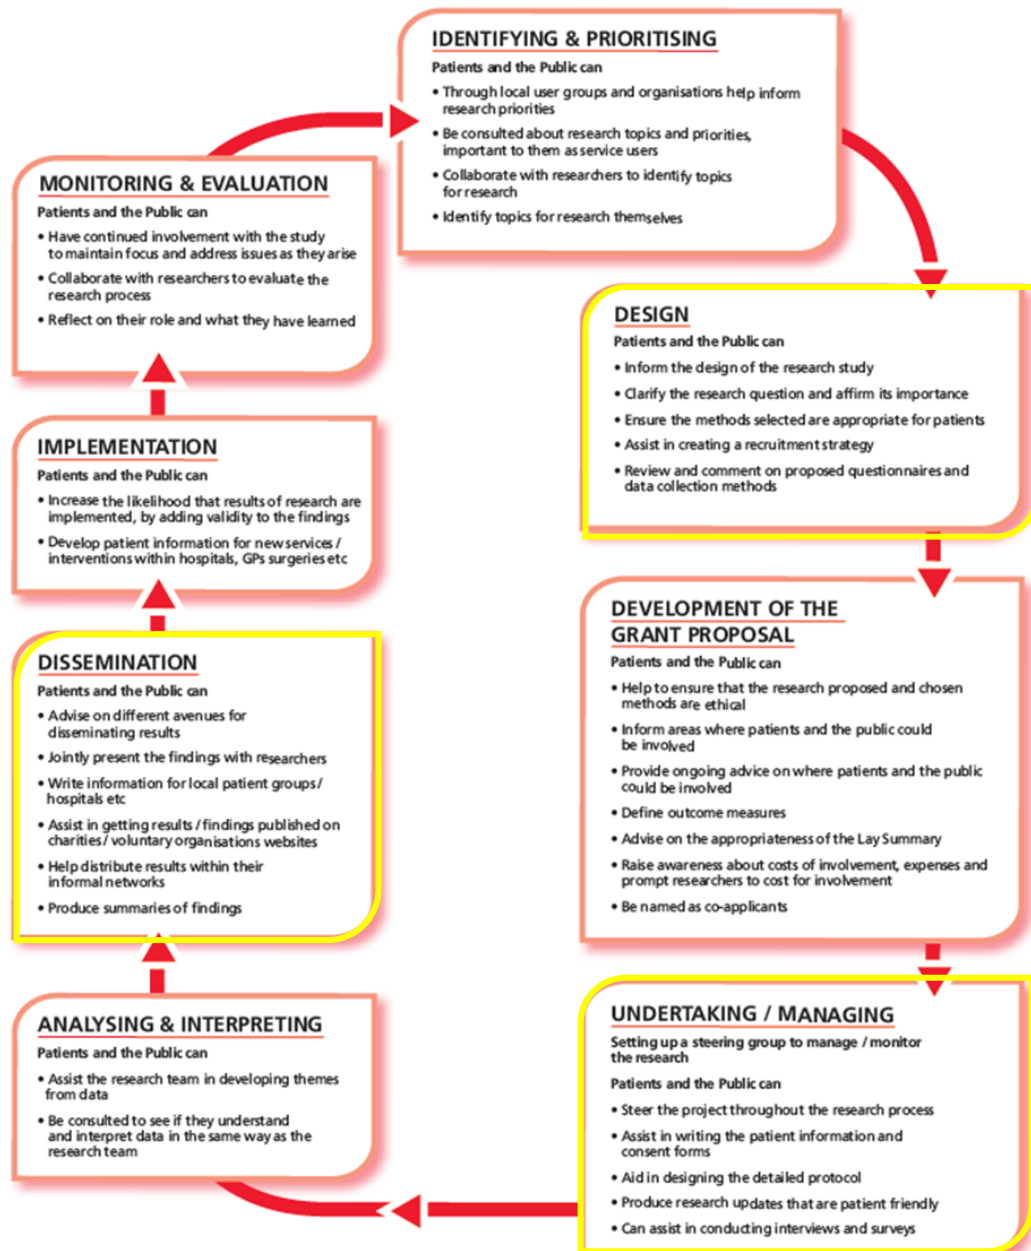 IDENTIFYING & PRIORITISING
Patients and the Public can
• Through local user groups and organisations help inform
research priorities
• Be consulted about research topics and priorities,
important to them as service users
• Collaborate with researchers to identify topics
for research
• Identify topics for research themselves
DESIGN
Patients and the Public can
• Inform the design of the research study
• Clarify the research question and affirm its importance
• Ensure the methods selected are appropriate for patients
• Assist in creating a recruitment strategy
• Review and comment on proposed questionnaires and
data collection methods
DEVELOPMENT OF THE
GRANT PROPOSAL
Patients and the Public can
• Help to ensure that the research proposed and chosen
methods are ethical
• Inform areas where patients and the public could
be involved
• Provide ongoing advice on where patients and the public
could be involved
• Define outcome measures
• Advise on the appropriateness of the Lay Summary
• Raise awareness about costs of involvement, expenses and
prompt researchers to cost for involvement
• Be named as co-applicants
UNDERTAKING / MANAGING
Setting up a steering group to manage / monitor
the research
Patients and the Public can
• Steer the project throughout the research process
• Assist in writing the patient information and
consent forms
• Aid in designing the detailed protocol
• Produce research updates that are patient friendly
• Can assist in conducting interviews and surveys
ANALYSING & INTERPRETING
Patients and the Public can
• Assist the research team in developing themes
from data
• Be consulted to see if they understand
and interpret data in the same way as the
research team
DISSEMINATION
Patients and the Public can
• Advise on different avenues for
disseminating results
• Jointly present the findings with researchers
• Write information for local patient groups /
hospitals etc
• Assist in getting results / findings published on
charities / voluntary organisations websites
• Help distribute results within their
informal networks
• Produce summaries of findings
IMPLEMENTATION
Patients and the Public can
• Increase the likelihood that results of research are
implemented, by adding validity to the findings
• Develop patient information for new services /
interventions within hospitals, GPs surgeries etc
MONITORING & EVALUATION
Patients and the Public can
• Have continued involvement with the study
to maintain focus and address issues as they arise
• Collaborate with researchers to evaluate the
research process
• Reflect on their role and what they have learned